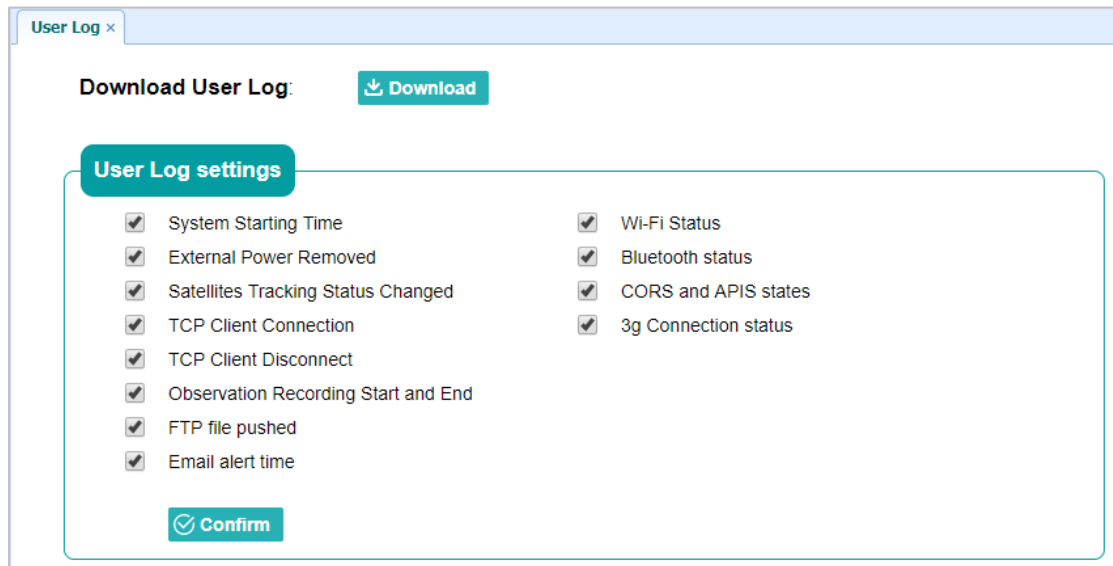 User Log ×
Download User Log:
Download
User Log settings
System Starting Time
External Power Removed
Satellites Tracking Status Changed
TCP Client Connection
TCP Client Disconnect
Observation Recording Start and End
FTP file pushed
Email alert time
Wi-Fi Status
Bluetooth status
CORS and APIS states
3g Connection status
Confirm